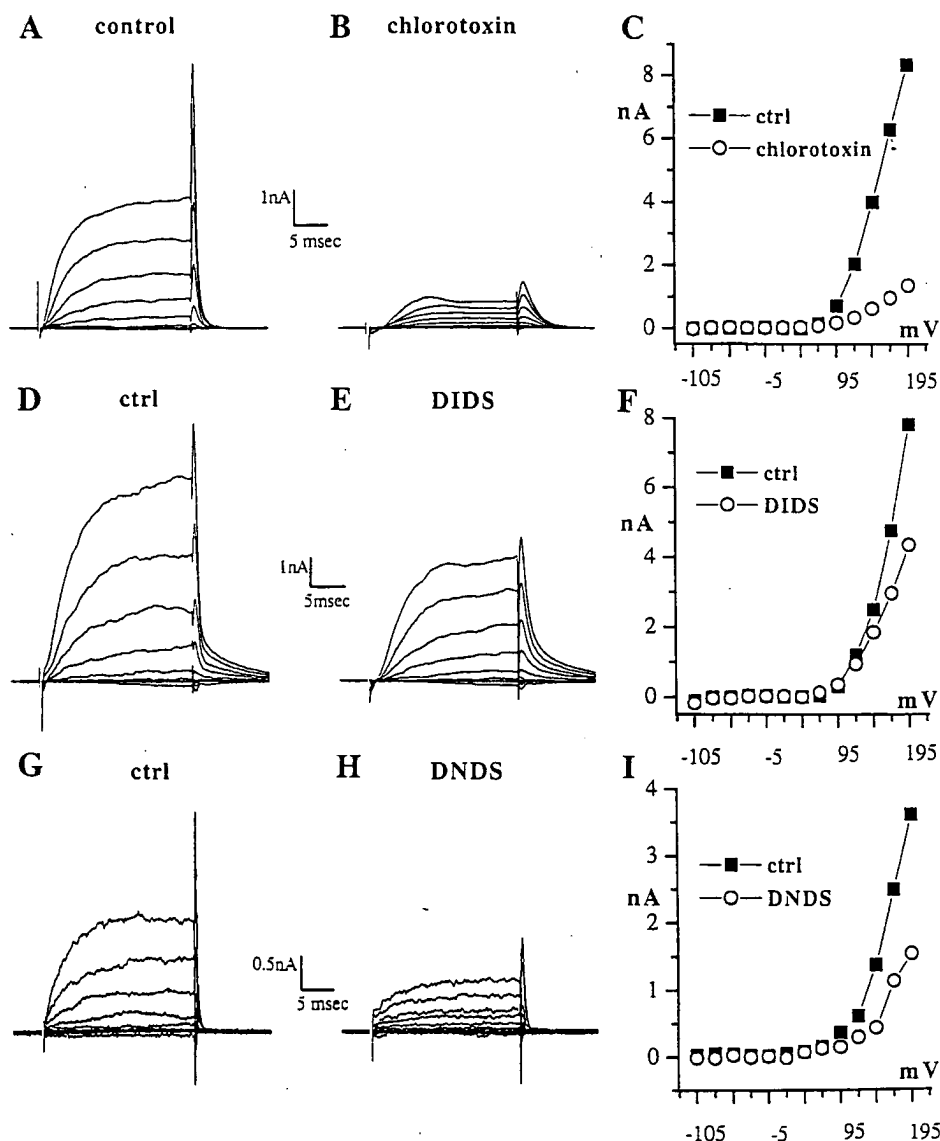 A control
B chlorotoxin
C
8
nA
ctrl
6
chlorotoxin
4
2
0
mV
-105 -5 95 195
1nA
5 msec
D ctrl
E DIDS
F
8
ctrl
6
DIDS
nA
4
2
0
mV
-105 -5 95 195
1nA
5msec
G ctrl
H DNDS
I
4
ctrl
3
nA
DNDS
2
1
0
mV
-105 -5 95 195
0.5nA
5 msec